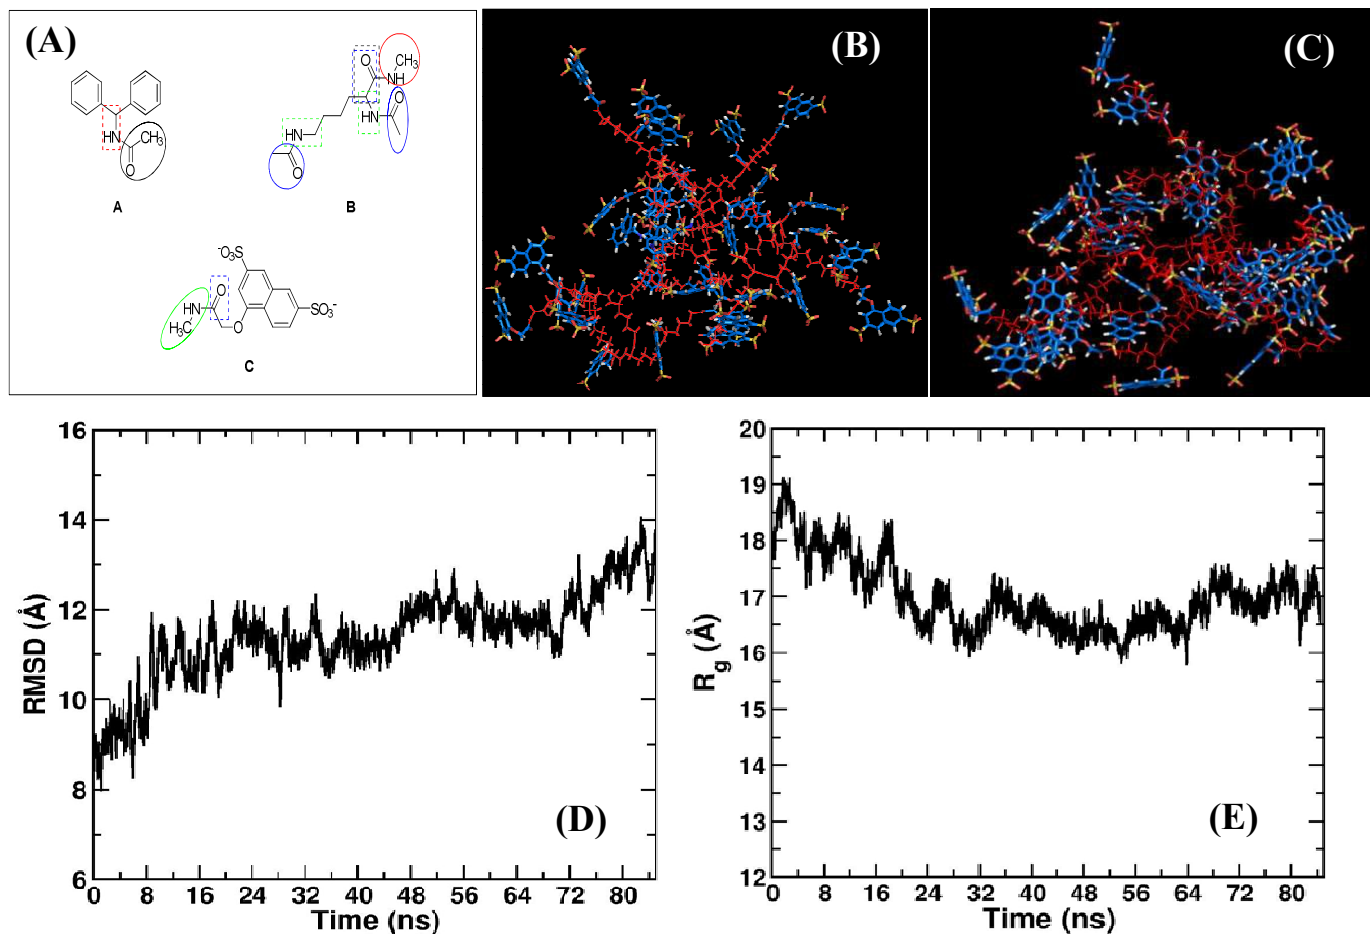 (A)
(B)
(C)
HN
CH₃
O
A
O
CH₃
NH
O
HN
HN
O
B
⁻O₃S
O
HN
SO₃⁻
H₃C
O
C
16
14
12
10
8
6
RMSD (Å)
0 8 16 24 32 40 48 56 64 72 80
Time (ns)
(D)
20
19
18
17
16
15
14
13
12
Rg (Å)
0 8 16 24 32 40 48 56 64 72 80
Time (ns)
(E)